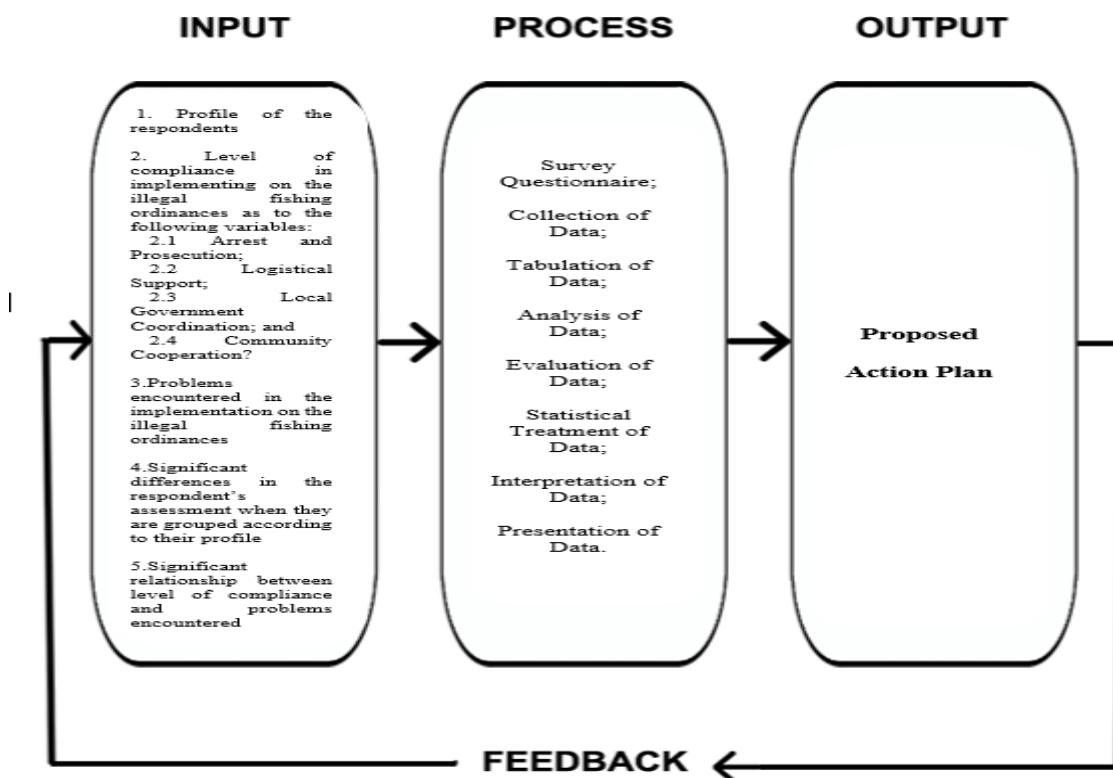 INPUT
PROCESS
OUTPUT
1. Profile of the
respondents
2. Level of
compliance in
implementing on the
illegal fishing
ordinances as to the
following variables:
2.1 Arrest and
Prosecution;
2.2 Logistical
Support;
2.3 Local
Government
Coordination; and
2.4 Community
Cooperation?
3.Problems
encountered in the
implementation on the
illegal fishing
ordinances
4.Significant
differences in the
respondent's
assessment when they
are grouped according
to their profile
5.Significant
relationship between
level of compliance
and problems
encountered
Survey
Questionnaire;
Collection of
Data;
Tabulation of
Data;
Analysis of
Data;
Evaluation of
Data;
Statistical
Treatment of
Data;
Interpretation of
Data;
Presentation of
Data.
Proposed
Action Plan
FEEDBACK